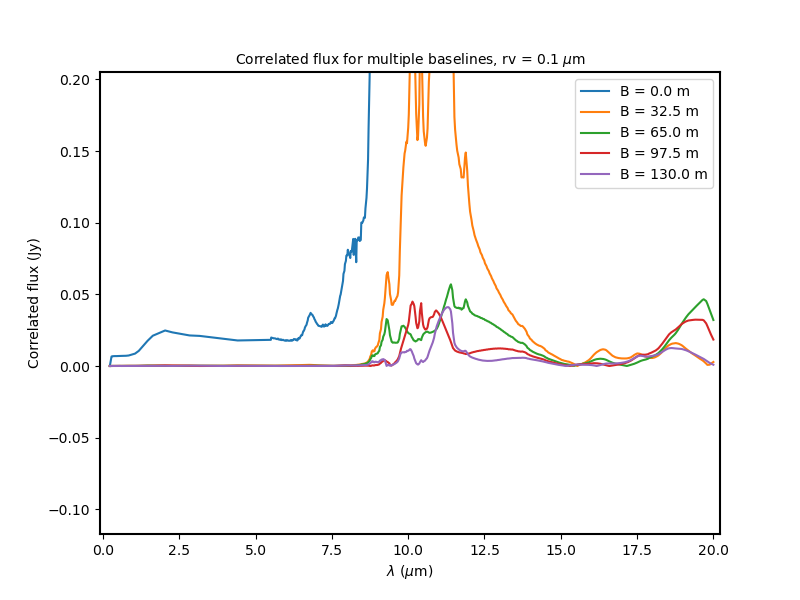 Correlated flux for multiple baselines, rv = 0.1 μm
0.20
0.15
0.10
0.05
0.00
−0.05
−0.10
Correlated flux (Jy)
B = 0.0 m
B = 32.5 m
B = 65.0 m
B = 97.5 m
B = 130.0 m
0.0 2.5 5.0 7.5 10.0 12.5 15.0 17.5 20.0
λ (μm)